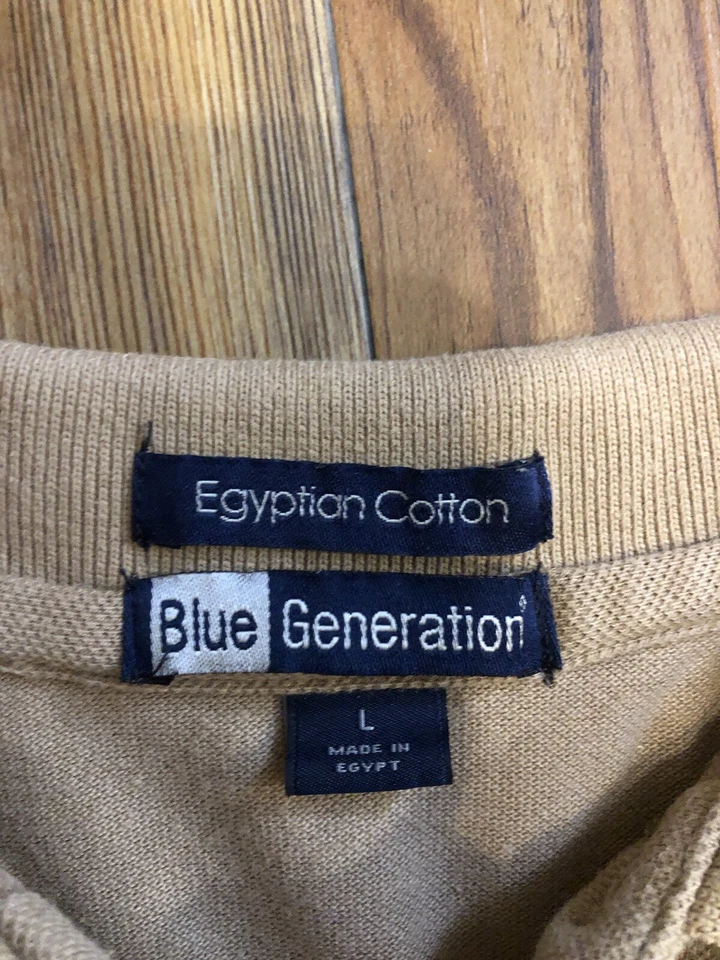 Egyptian Cotton
Blue Generation®
L
MADE IN
EGYPT